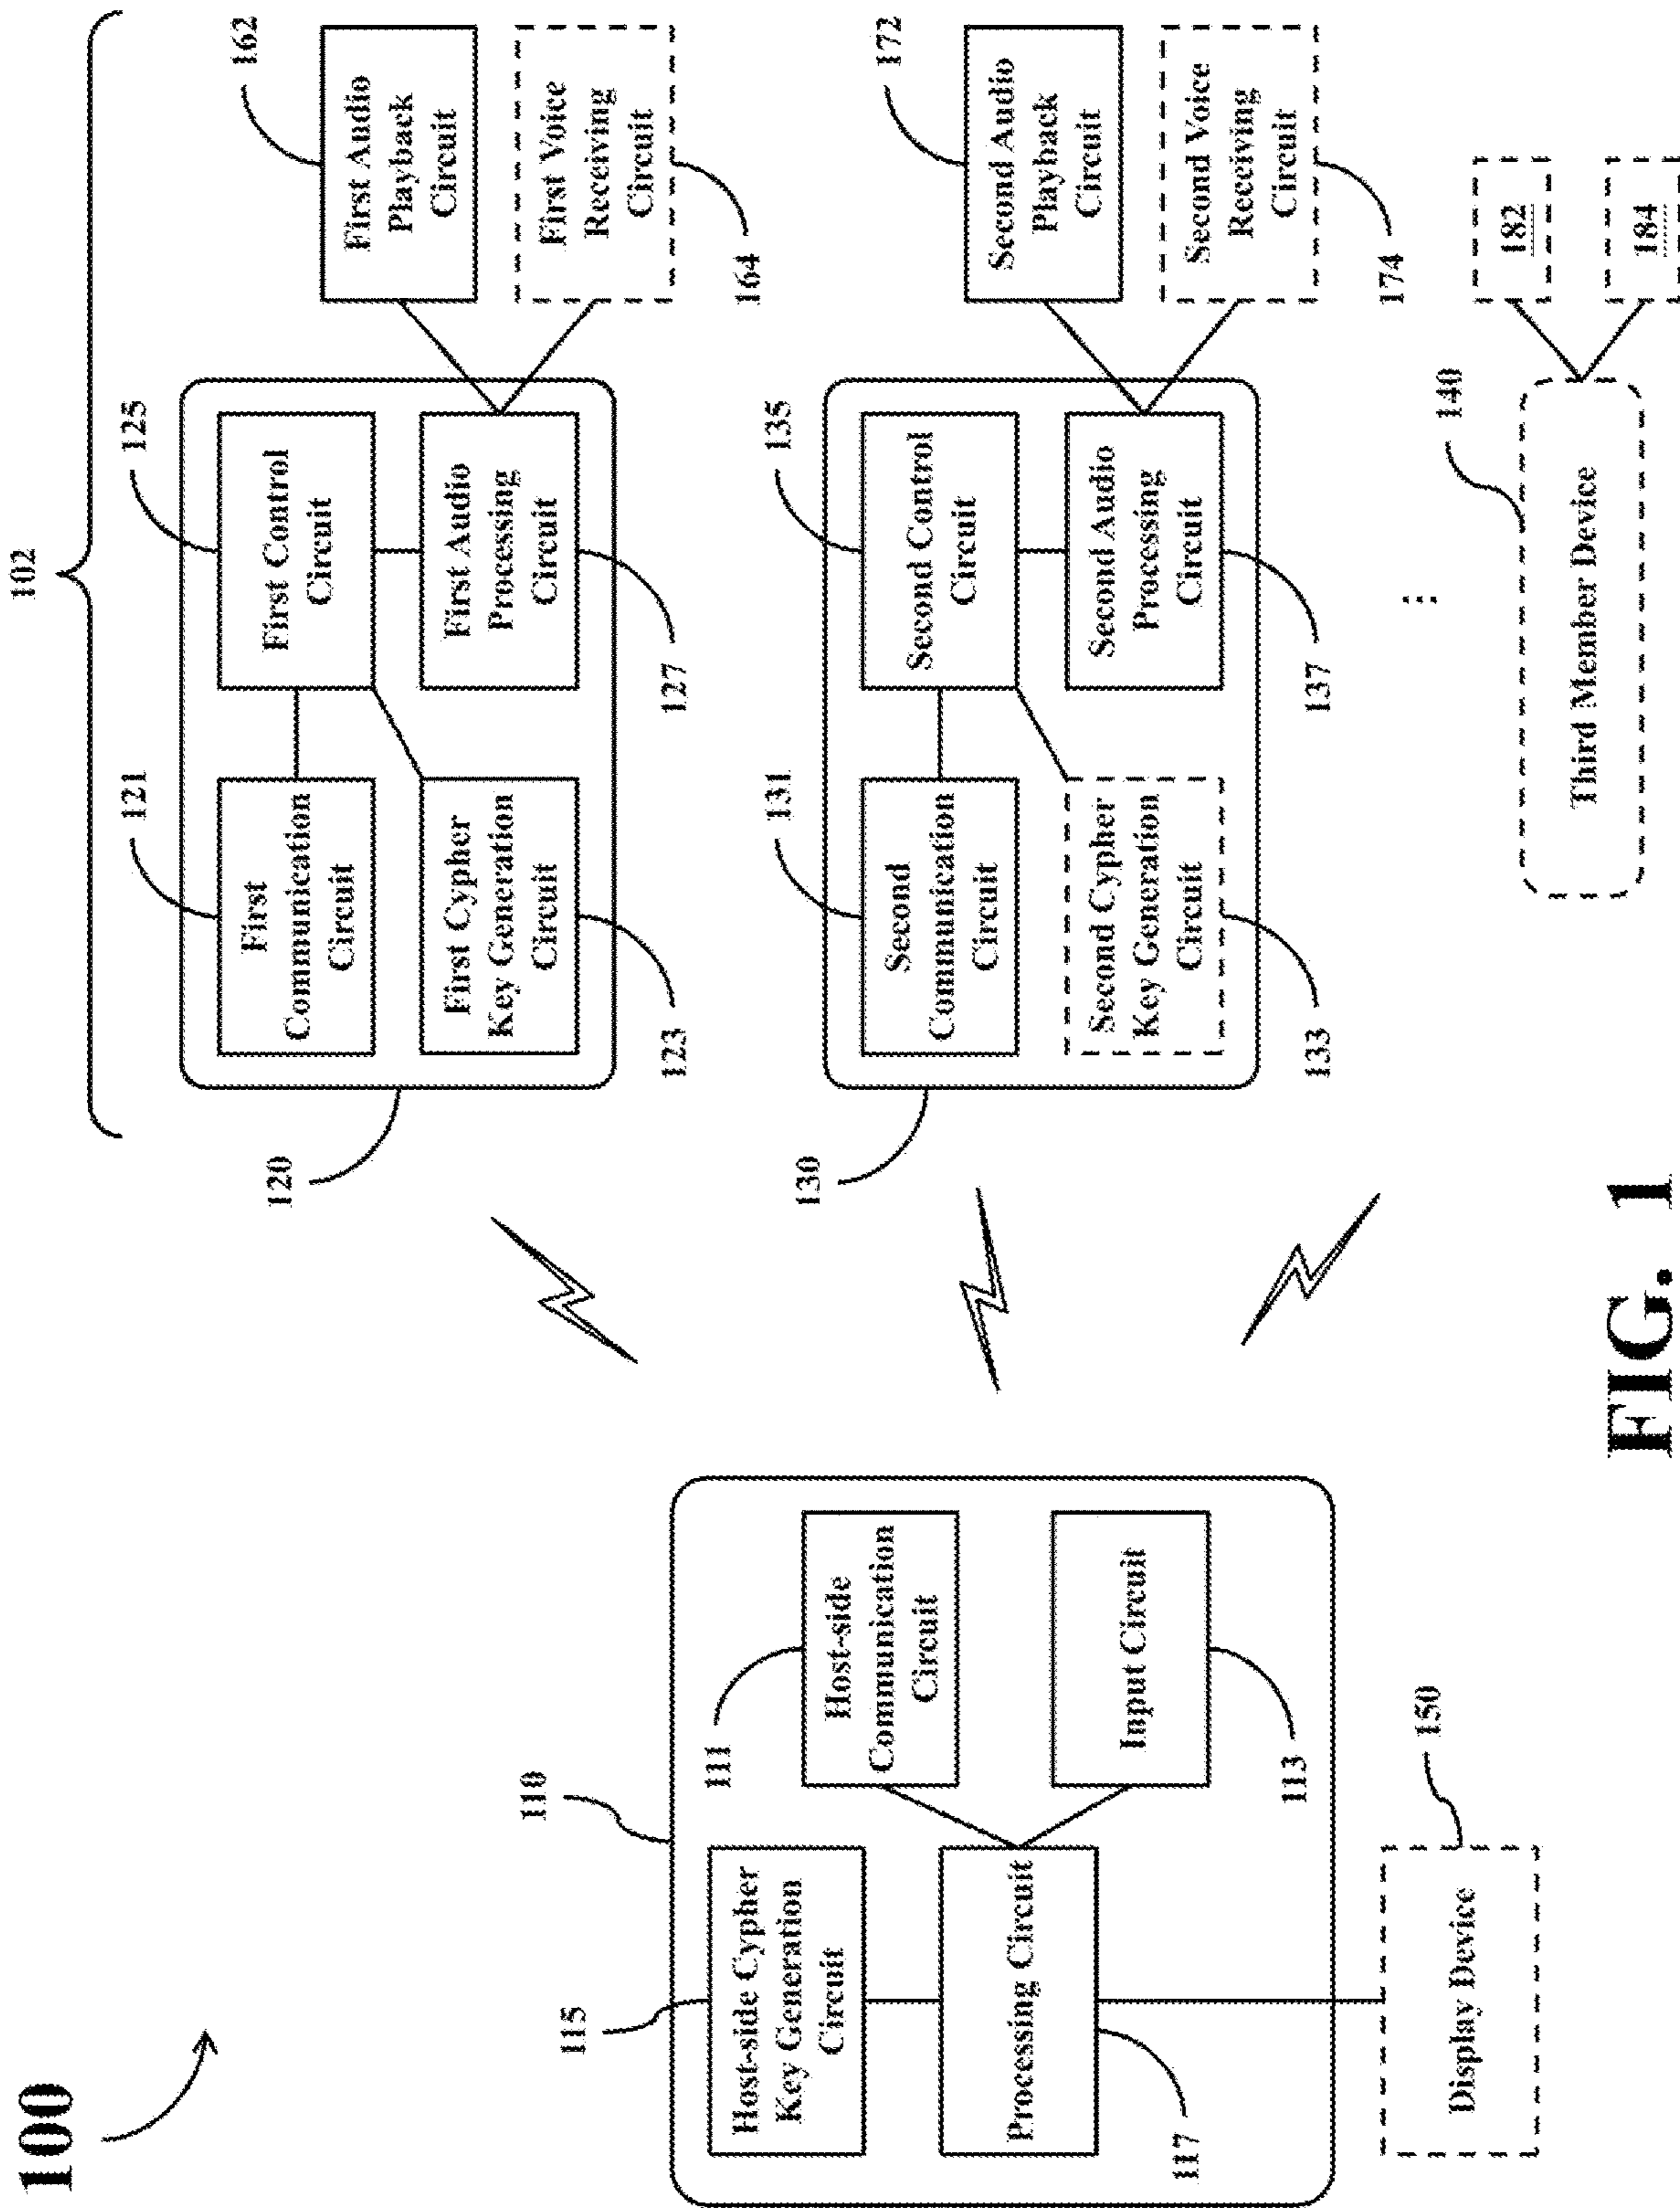 100
102
110
115
Host-side Cypher
Key Generation
Circuit
111
Host-side
Communication
Circuit
Processing Circuit
117
Input Circuit
113
Display Device
150
120
121
First
Communication
Circuit
125
First Control
Circuit
First Cypher
Key Generation
Circuit
123
First Audio
Processing
Circuit
127
162
First Audio
Playback
Circuit
First Voice
Receiving
Circuit
164
130
131
Second
Communication
Circuit
135
Second Control
Circuit
Second Cypher
Key Generation
Circuit
133
Second Audio
Processing
Circuit
137
172
Second Audio
Playback
Circuit
Second Voice
Receiving
Circuit
174
140
Third Member Device
182
184
FIG. 1